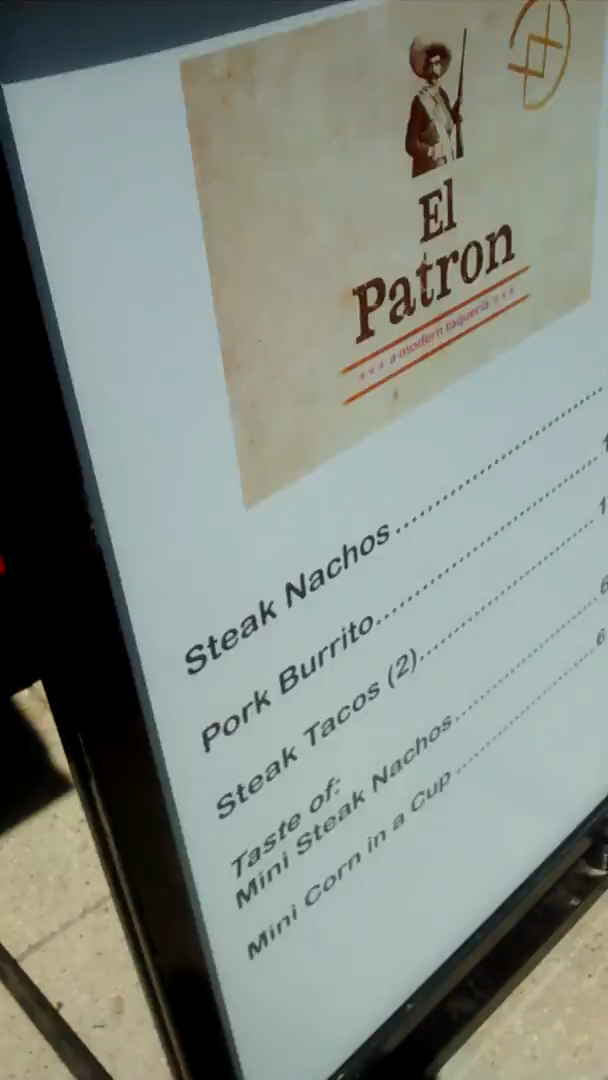 El
Patron
a modern taqueria
Steak Nachos
Pork Burrito
Steak Tacos (2)
Taste of:
Mini Steak Nachos
Mini Corn in a Cup